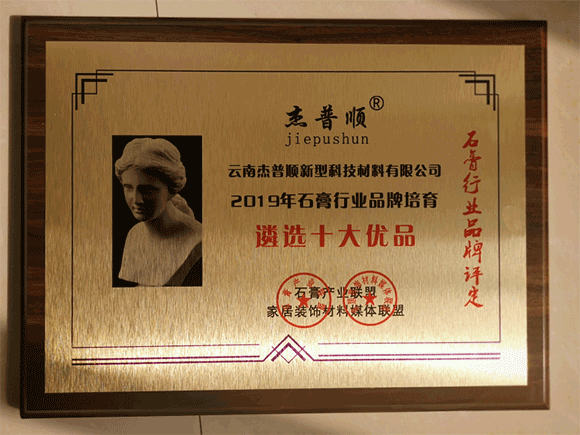 杰普顺®
jiepushun
云南杰普顺新型科技材料有限公司
2019年石膏行业品牌培育
遴选十大优品
石膏产业联盟
家居装饰材料媒体联盟
石膏行业品牌评定